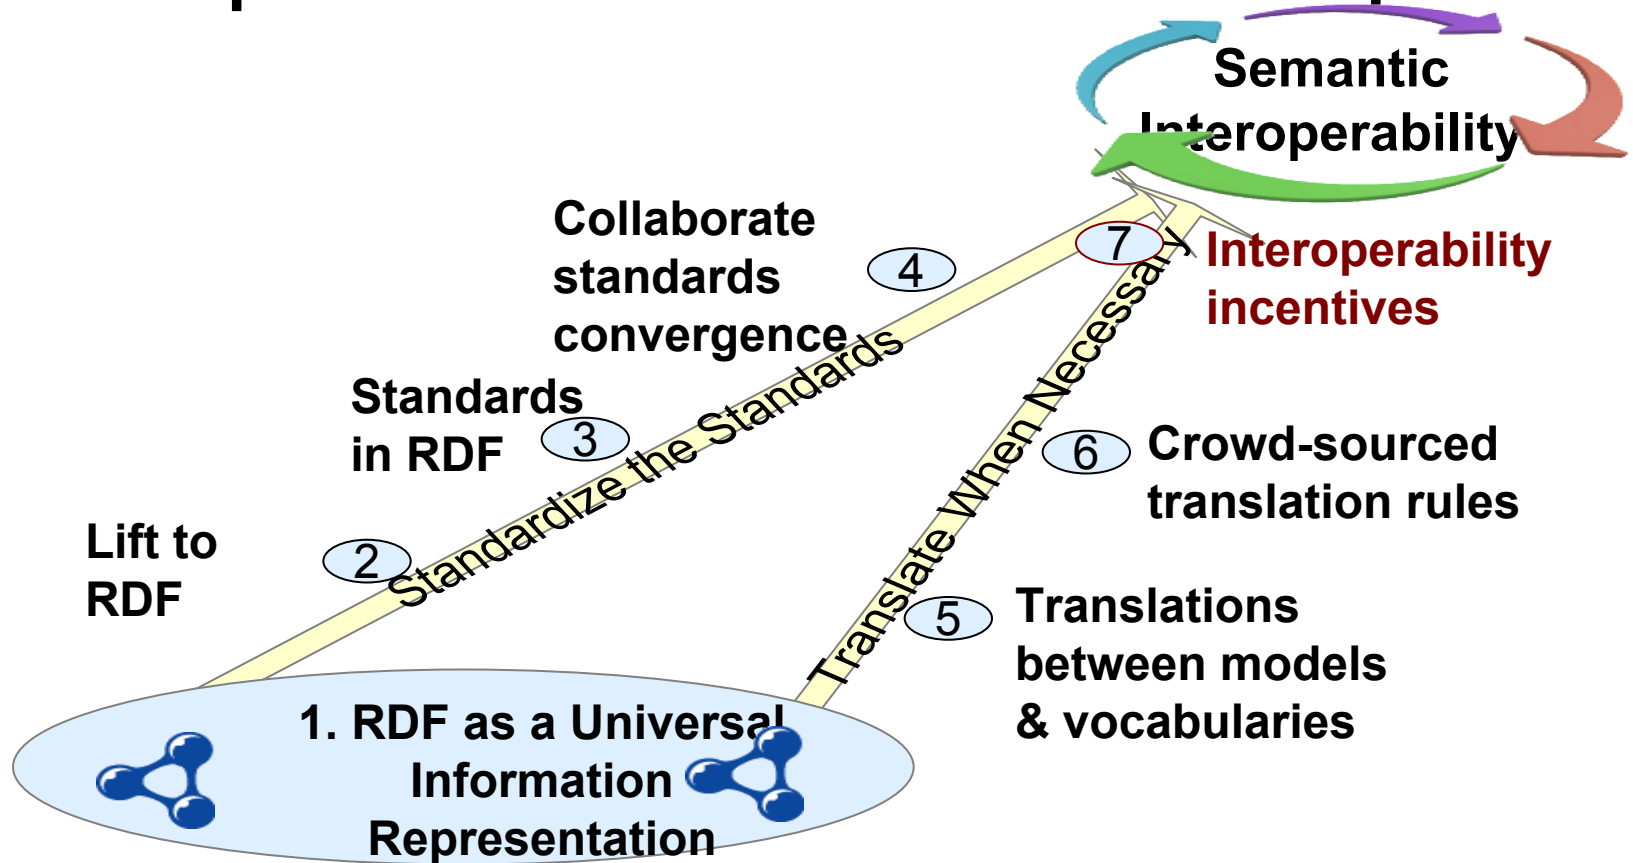 Semantic
Interoperability
Collaborate
standards
convergence
4
7
Interoperability
incentives
Standards
in RDF
3
Standardize the Standards
Translate When Necessary
6
Crowd-sourced
translation rules
Lift to
RDF
2
5
Translations
between models
& vocabularies
1. RDF as a Universal
Information
Representation